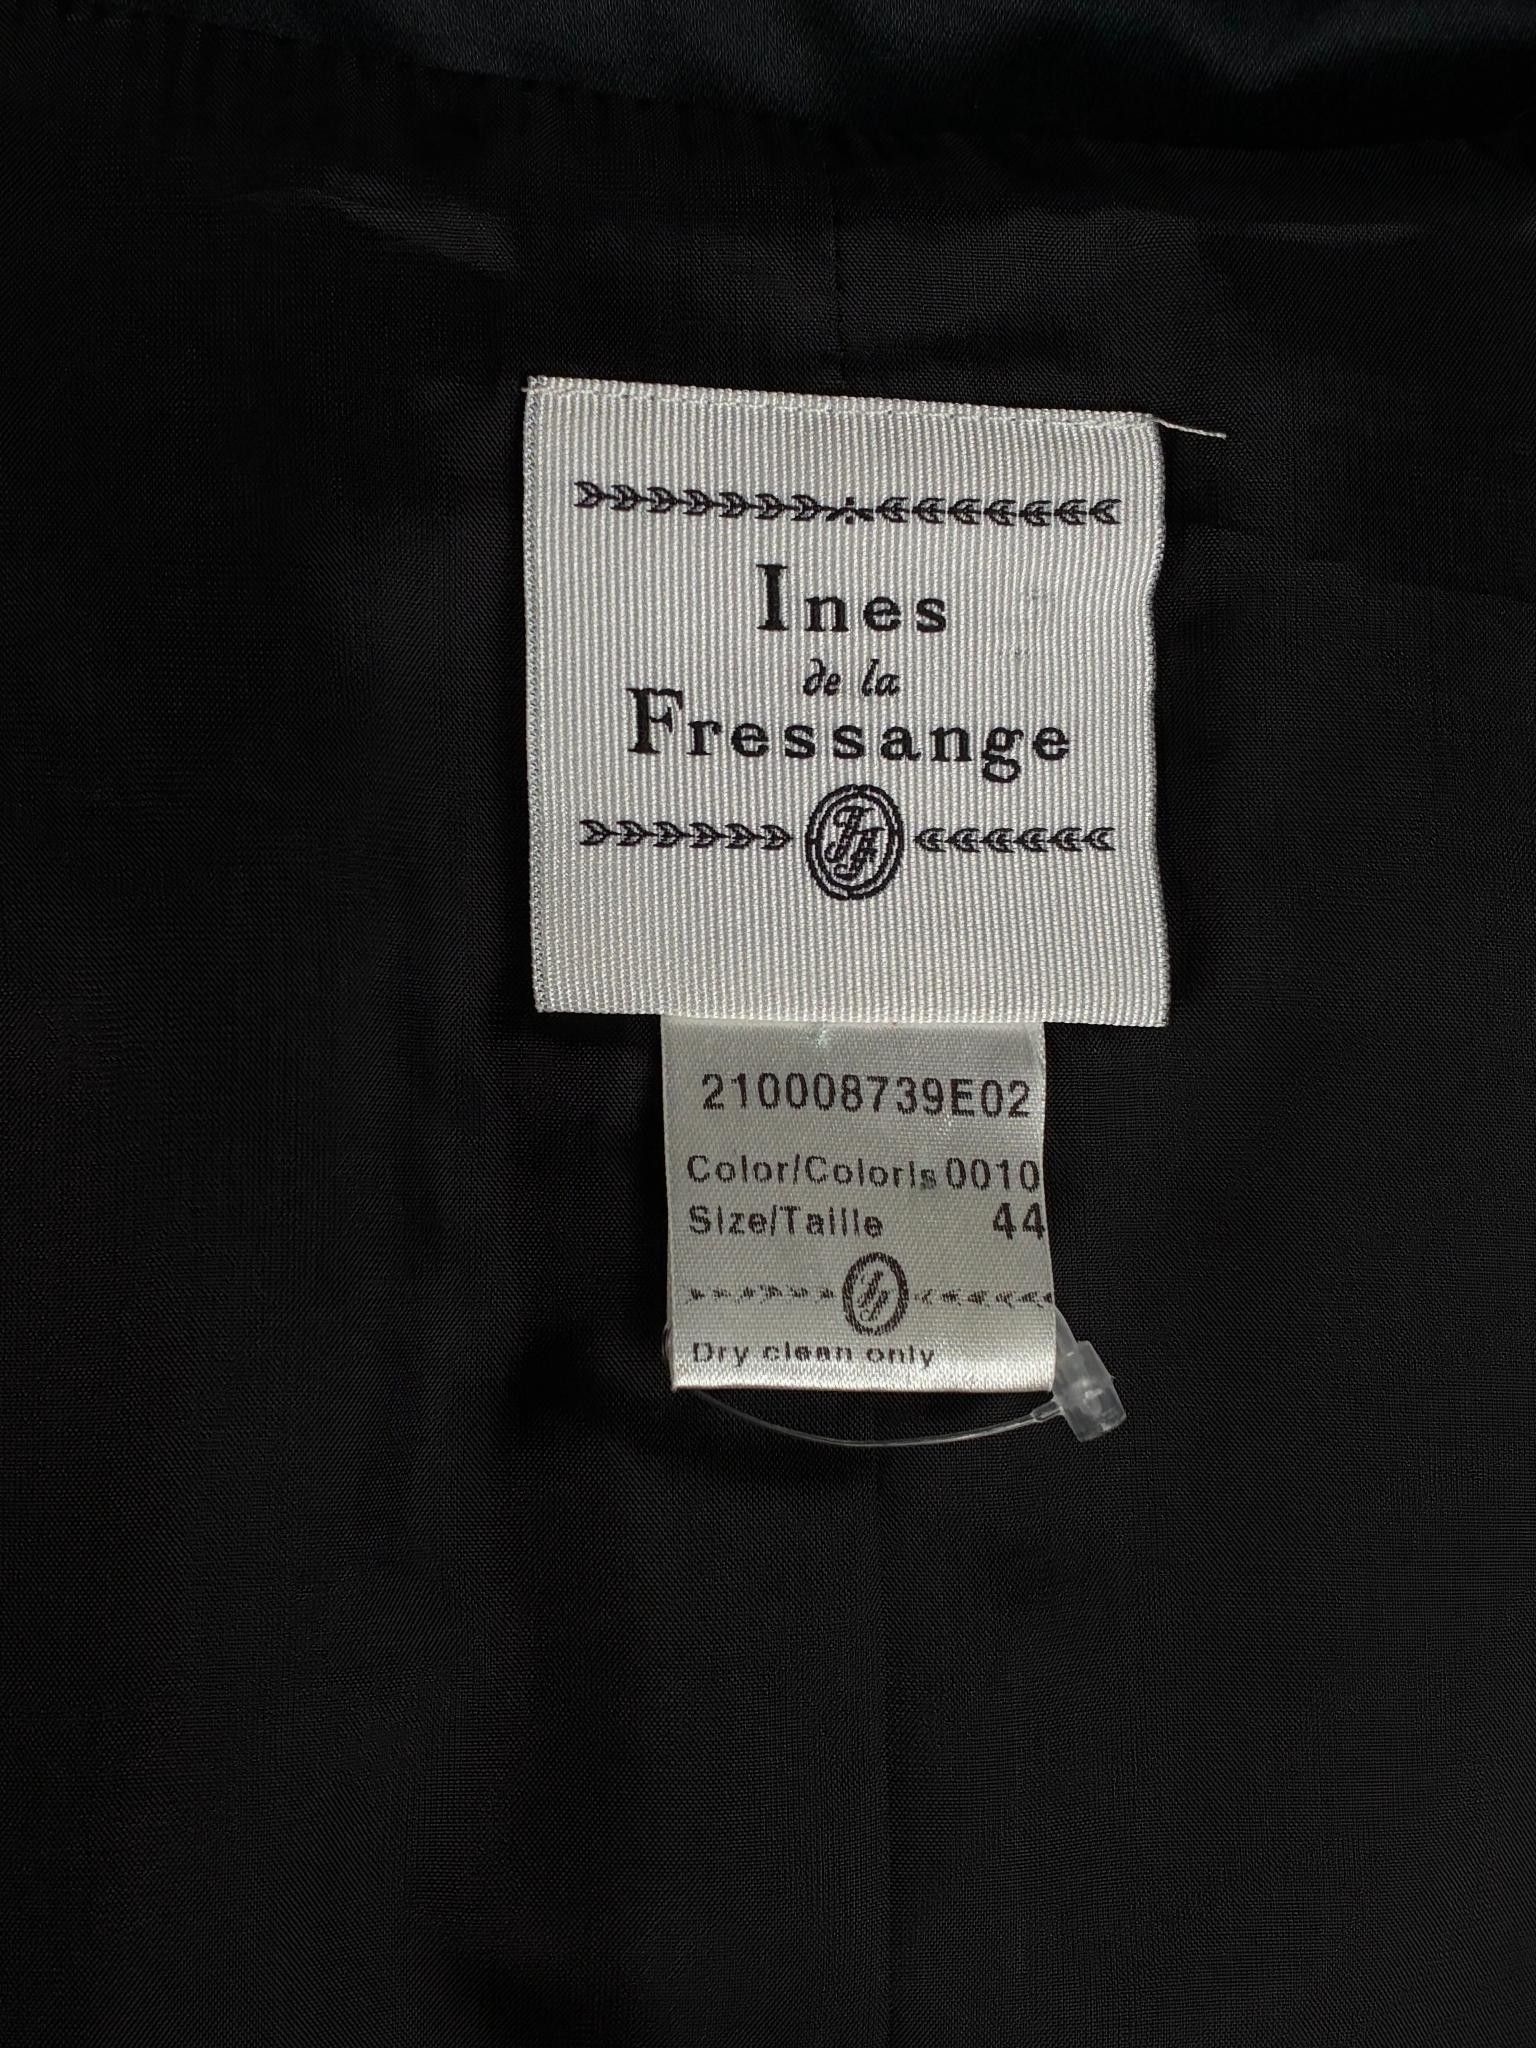 Ines
de la
Fressange
210008739E02
Color/Coloris 0010
Size/Taille 44
Dry clean only